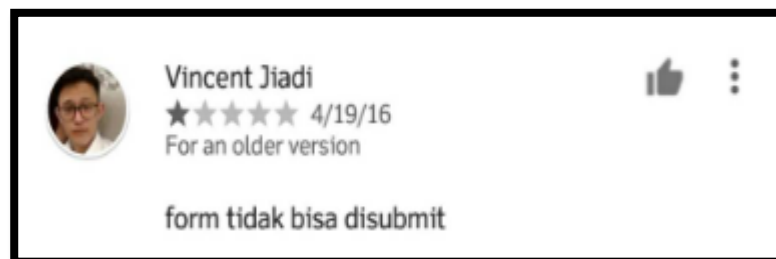 Vincent Jiadi
4/19/16
For an older version
form tidak bisa disubmit